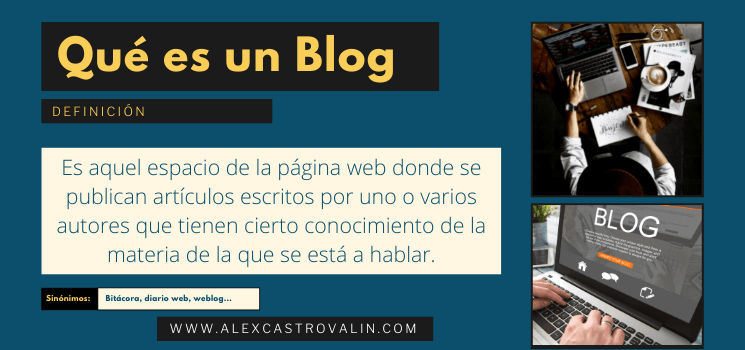 Qué es un Blog
DEFINICIÓN
Es aquel espacio de la página web donde se
publican artículos escritos por uno o varios
autores que tienen cierto conocimiento de la
materia de la que se está a hablar.
Sinónimos: Bitácora, diario web, weblog...
WWW.ALEXCASTROVALIN.COM
BLOG